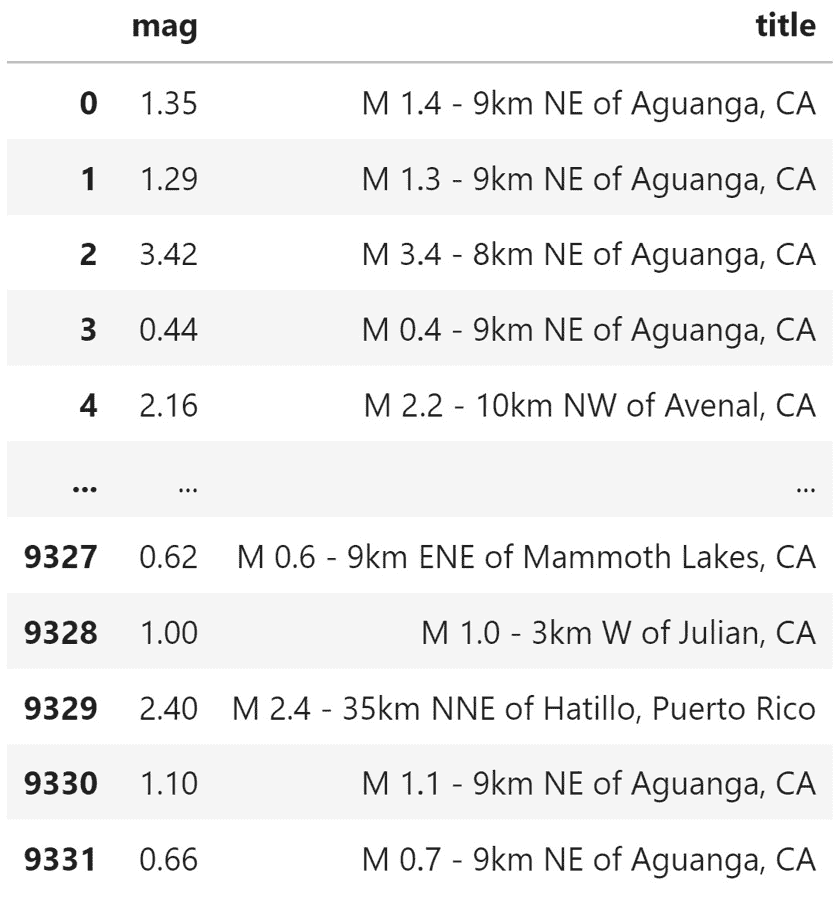 mag title
0 1.35 M 1.4 - 9km NE of Aguanga, CA
1 1.29 M 1.3 - 9km NE of Aguanga, CA
2 3.42 M 3.4 - 8km NE of Aguanga, CA
3 0.44 M 0.4 - 9km NE of Aguanga, CA
4 2.16 M 2.2 - 10km NW of Avenal, CA
... ... ...
9327 0.62 M 0.6 - 9km ENE of Mammoth Lakes, CA
9328 1.00 M 1.0 - 3km W of Julian, CA
9329 2.40 M 2.4 - 35km NNE of Hatillo, Puerto Rico
9330 1.10 M 1.1 - 9km NE of Aguanga, CA
9331 0.66 M 0.7 - 9km NE of Aguanga, CA